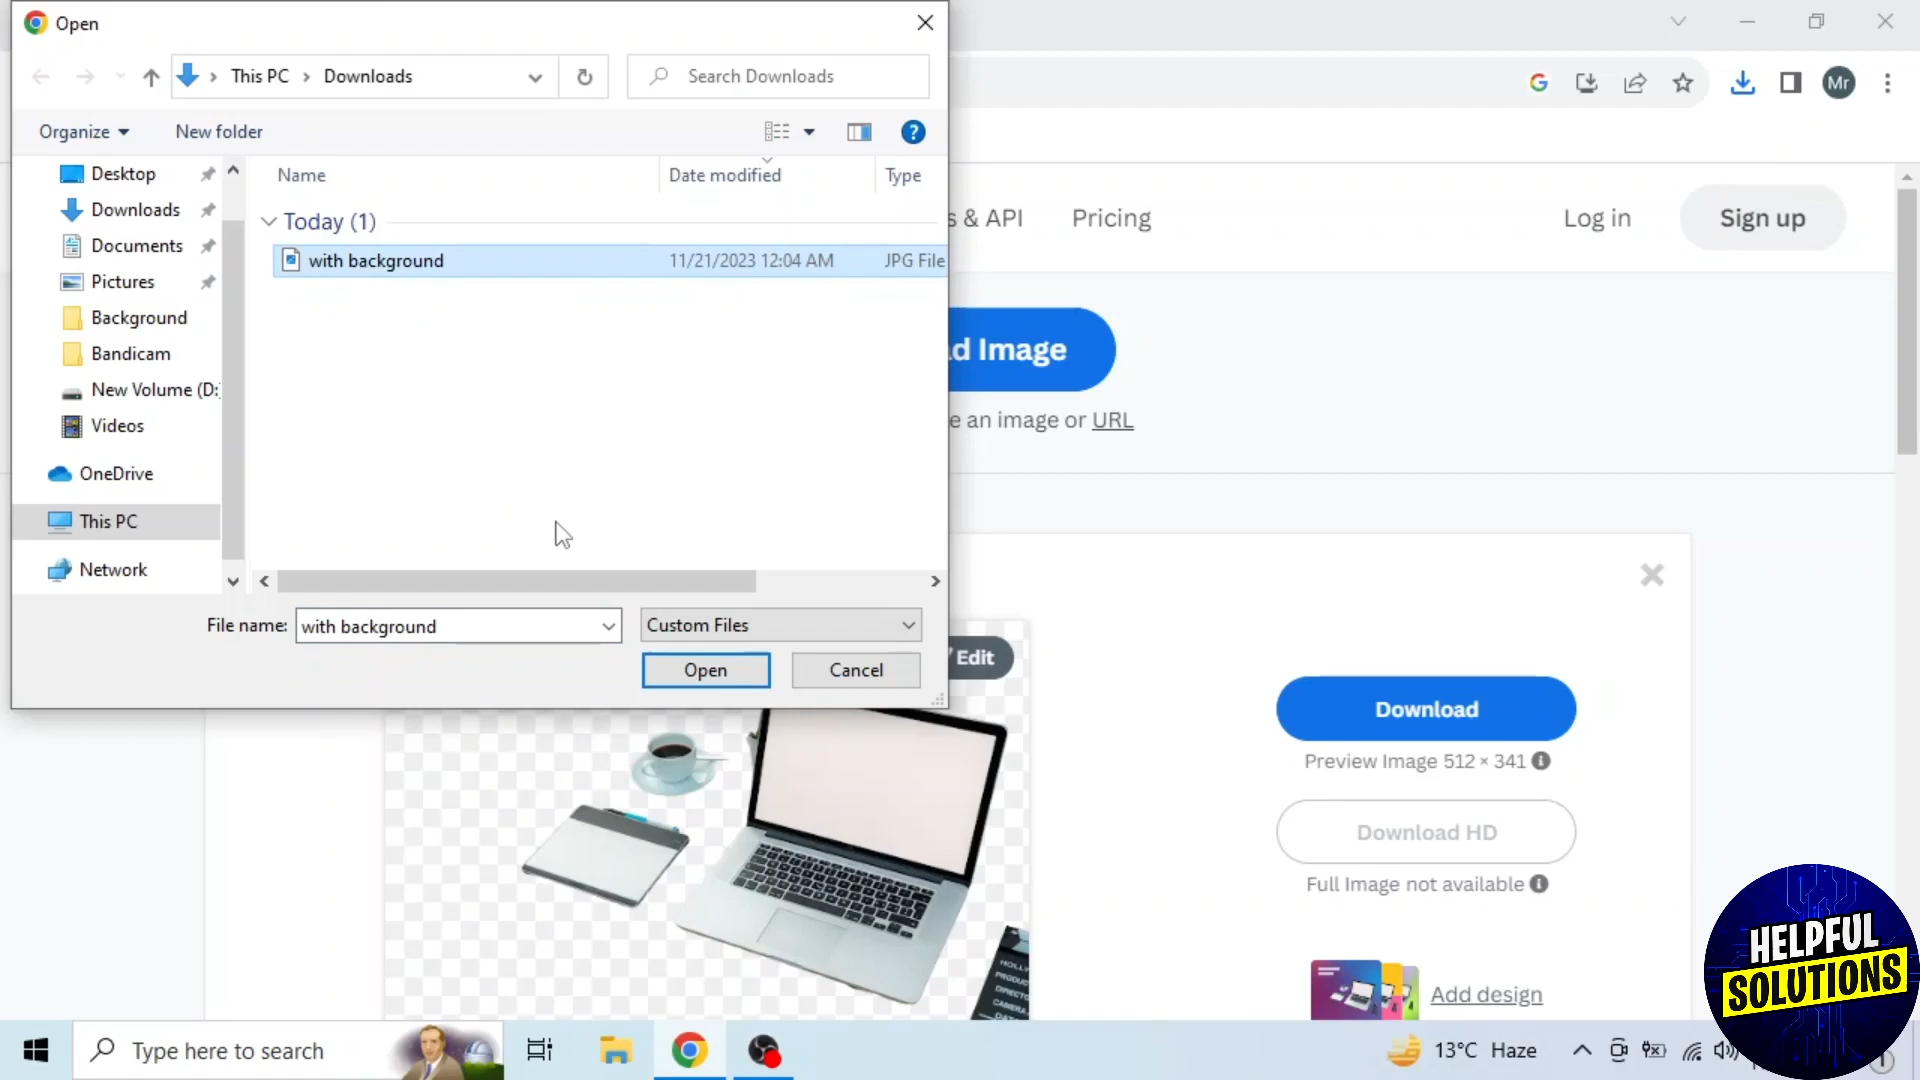 Open
This PC > Downloads
Search Downloads
Organize
New folder
Name
Date modified
Type
Desktop
Downloads
Documents
Pictures
Background
Bandicam
New Volume (D:
Videos
OneDrive
This PC
Network
Today (1)
with background
11/21/2023 12:04 AM
JPG File
File name:
with background
Custom Files
Open
Cancel
Mr
s & API
Pricing
Log in
Sign up
d Image
e an image or URL
Edit
Download
Preview Image 512 × 341
Download HD
Full Image not available
Add design
HELPFUL
SOLUTIONS
Type here to search
13°C Haze